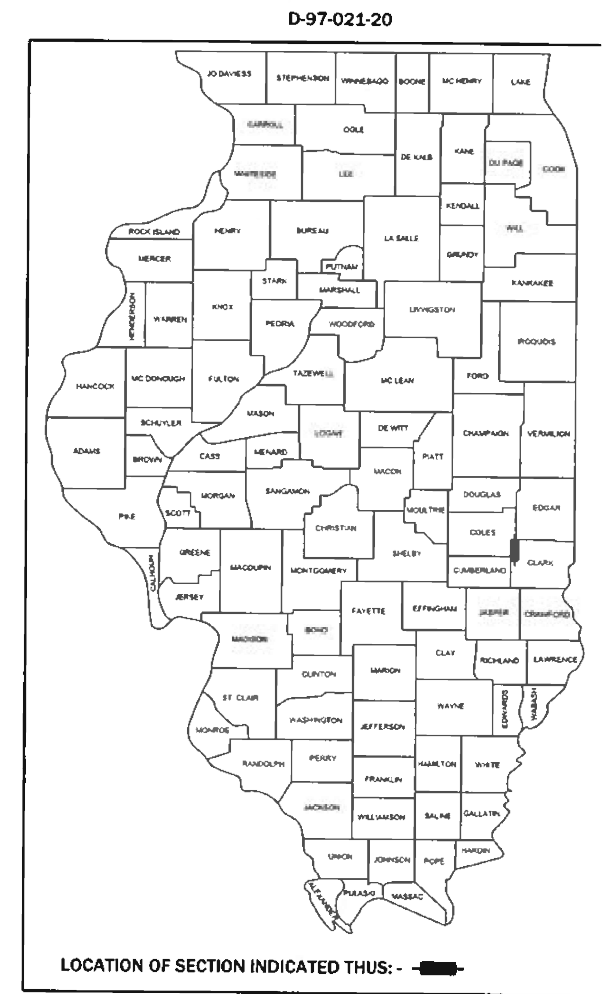 D-97-021-20
JO DAVIESS STEPHENSON WINNEBAGO BOONE MC HENRY LAKE
CARROLL OGLE
DE KALB KANE DU PAGE COOK
WHITESIDE LEE
KENDALL
ROCK ISLAND HENRY BUREAU LA SALLE WILL
MERCER PUTNAM GRUNDY
STARK MARSHALL KANKAKEE
HENDERSON WARREN KNOX PEORIA WOODFORD LIVINGSTON
IROQUOIS
HANCOCK MC DONOUGH FULTON TAZEWELL MC LEAN FORD
MASON
SCHUYLER LOGAN DE WITT CHAMPAIGN VERMILION
ADAMS BROWN CASS MENARD PIATT
MACON
PIKE SCOTT MORGAN SANGAMON MOULTRIE DOUGLAS EDGAR
CHRISTIAN COLES
CALHOUN GREENE MACOUPIN MONTGOMERY SHELBY CUMBERLAND CLARK
JERSEY
FAYETTE EFFINGHAM JASPER CRAWFORD
MADISON BOND
CLAY RICHLAND LAWRENCE
CLINTON MARION
ST. CLAIR WAYNE EDWARDS WABASH
WASHINGTON JEFFERSON
MONROE
RANDOLPH PERRY HAMILTON WHITE
FRANKLIN
JACKSON WILLIAMSON SALINE GALLATIN
UNION JOHNSON POPE HARDIN
ALEXANDER PULASKI MASSAC
LOCATION OF SECTION INDICATED THUS: -